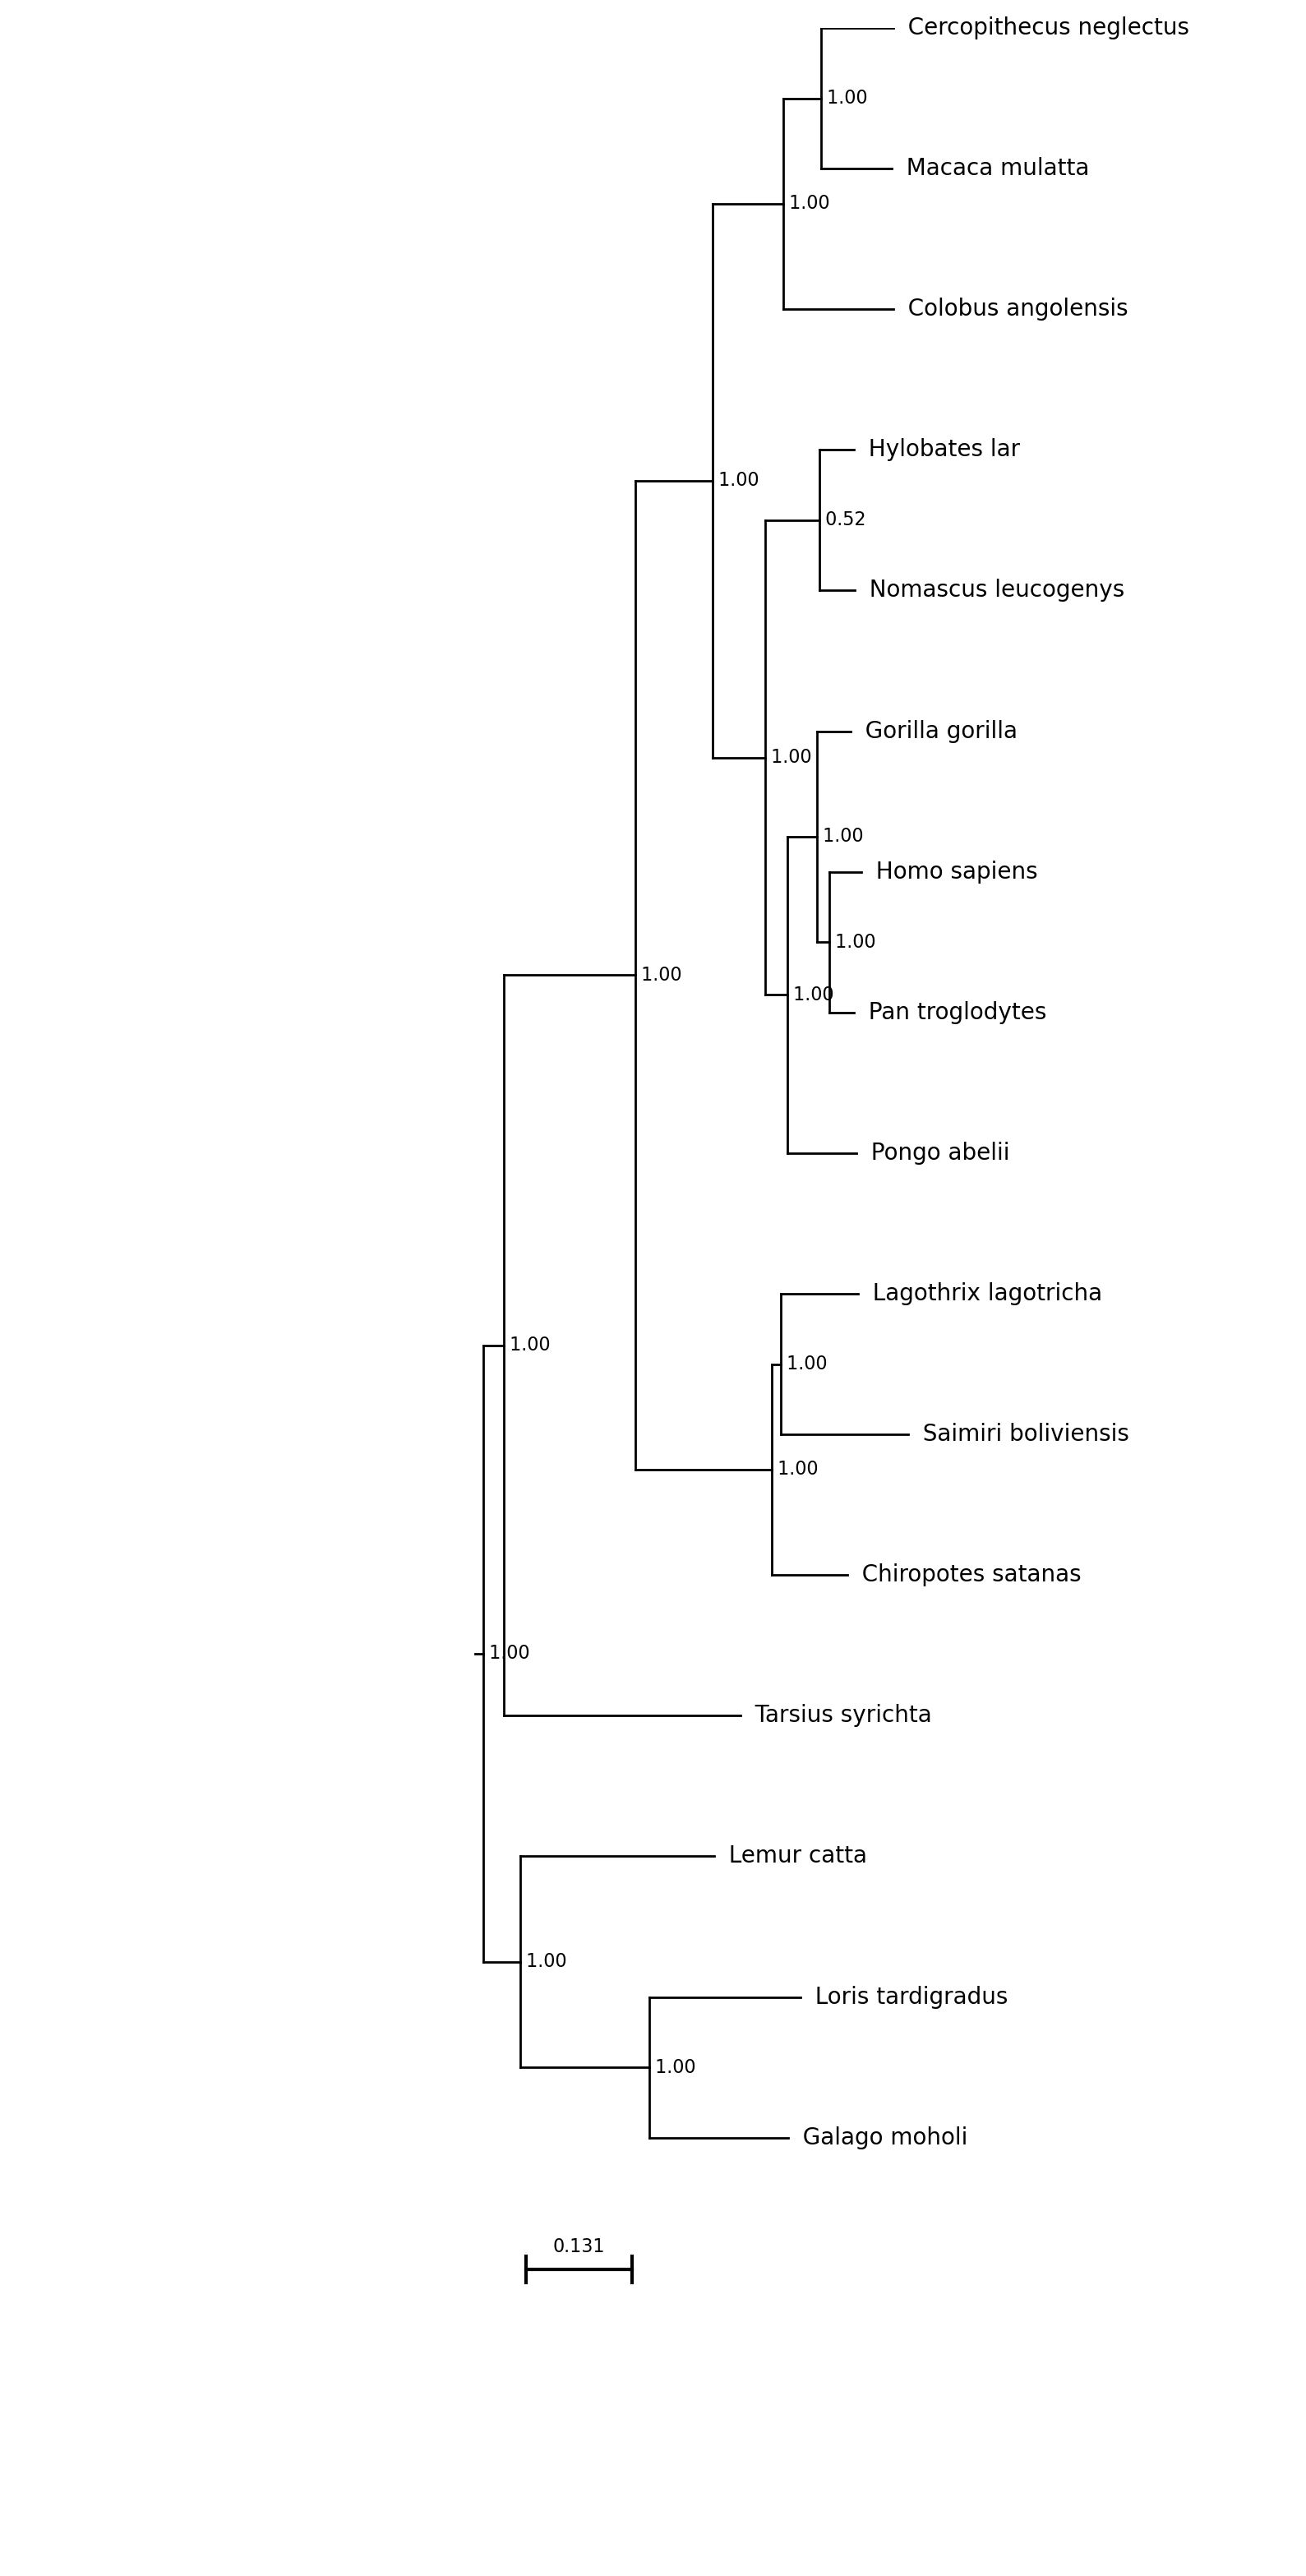 Cercopithecus neglectus
1.00
Macaca mulatta
1.00
Colobus angolensis
Hylobates lar
1.00
0.52
Nomascus leucogenys
Gorilla gorilla
1.00
1.00
Homo sapiens
1.00
1.00
Pan troglodytes
1.00
Pongo abelii
Lagothrix lagotricha
1.00
1.00
Saimiri boliviensis
1.00
Chiropotes satanas
1.00
Tarsius syrichta
Lemur catta
1.00
Loris tardigradus
1.00
Galago moholi
0.131